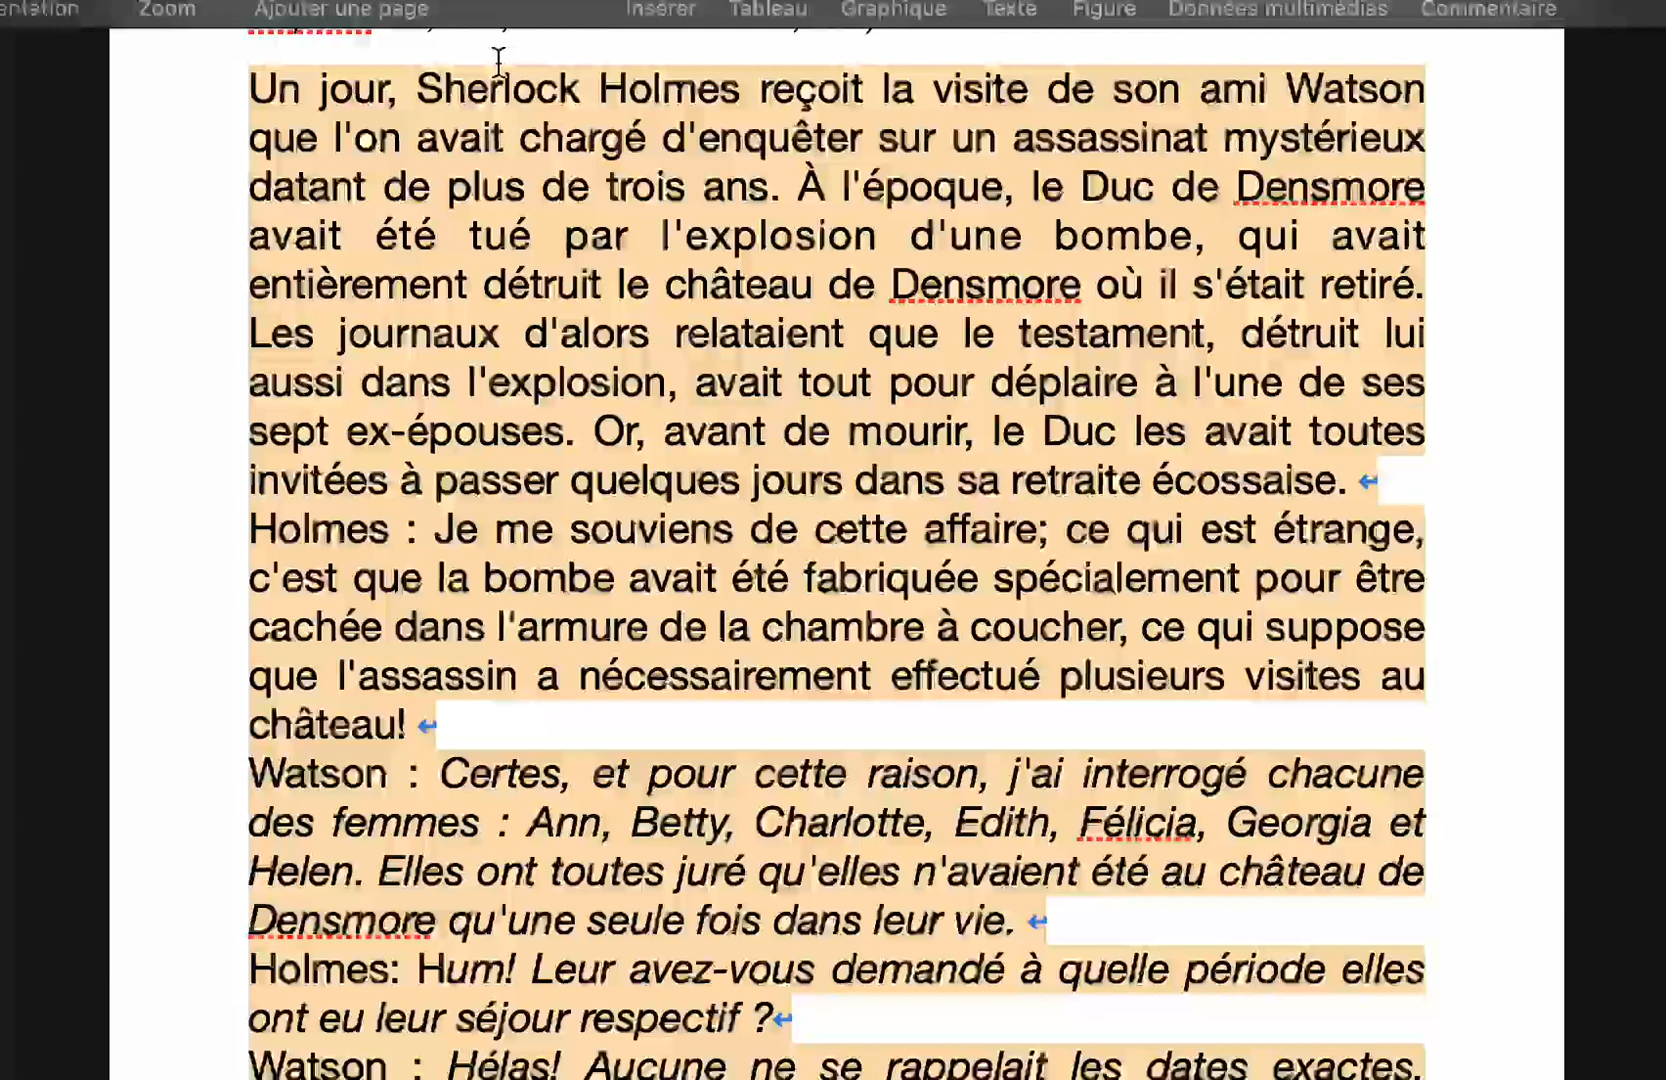 Zoom Ajouter une page Insérer Tableau Graphique Texte Figure Données multimédias Commentaire
Un jour, Sherlock Holmes reçoit la visite de son ami Watson
que l'on avait chargé d'enquêter sur un assassinat mystérieux
datant de plus de trois ans. À l'époque, le Duc de Densmore
avait été tué par l'explosion d'une bombe, qui avait
entièrement détruit le château de Densmore où il s'était retiré.
Les journaux d'alors relataient que le testament, détruit lui
aussi dans l'explosion, avait tout pour déplaire à l'une de ses
sept ex-épouses. Or, avant de mourir, le Duc les avait toutes
invitées à passer quelques jours dans sa retraite écossaise. ↵
Holmes : Je me souviens de cette affaire; ce qui est étrange,
c'est que la bombe avait été fabriquée spécialement pour être
cachée dans l'armure de la chambre à coucher, ce qui suppose
que l'assassin a nécessairement effectué plusieurs visites au
château! ↵
Watson : Certes, et pour cette raison, j'ai interrogé chacune
des femmes : Ann, Betty, Charlotte, Edith, Félicia, Georgia et
Helen. Elles ont toutes juré qu'elles n'avaient été au château de
Densmore qu'une seule fois dans leur vie. ↵
Holmes: Hum! Leur avez-vous demandé à quelle période elles
ont eu leur séjour respectif ?↵
Watson : Hélas! Aucune ne se rappelait les dates exactes,